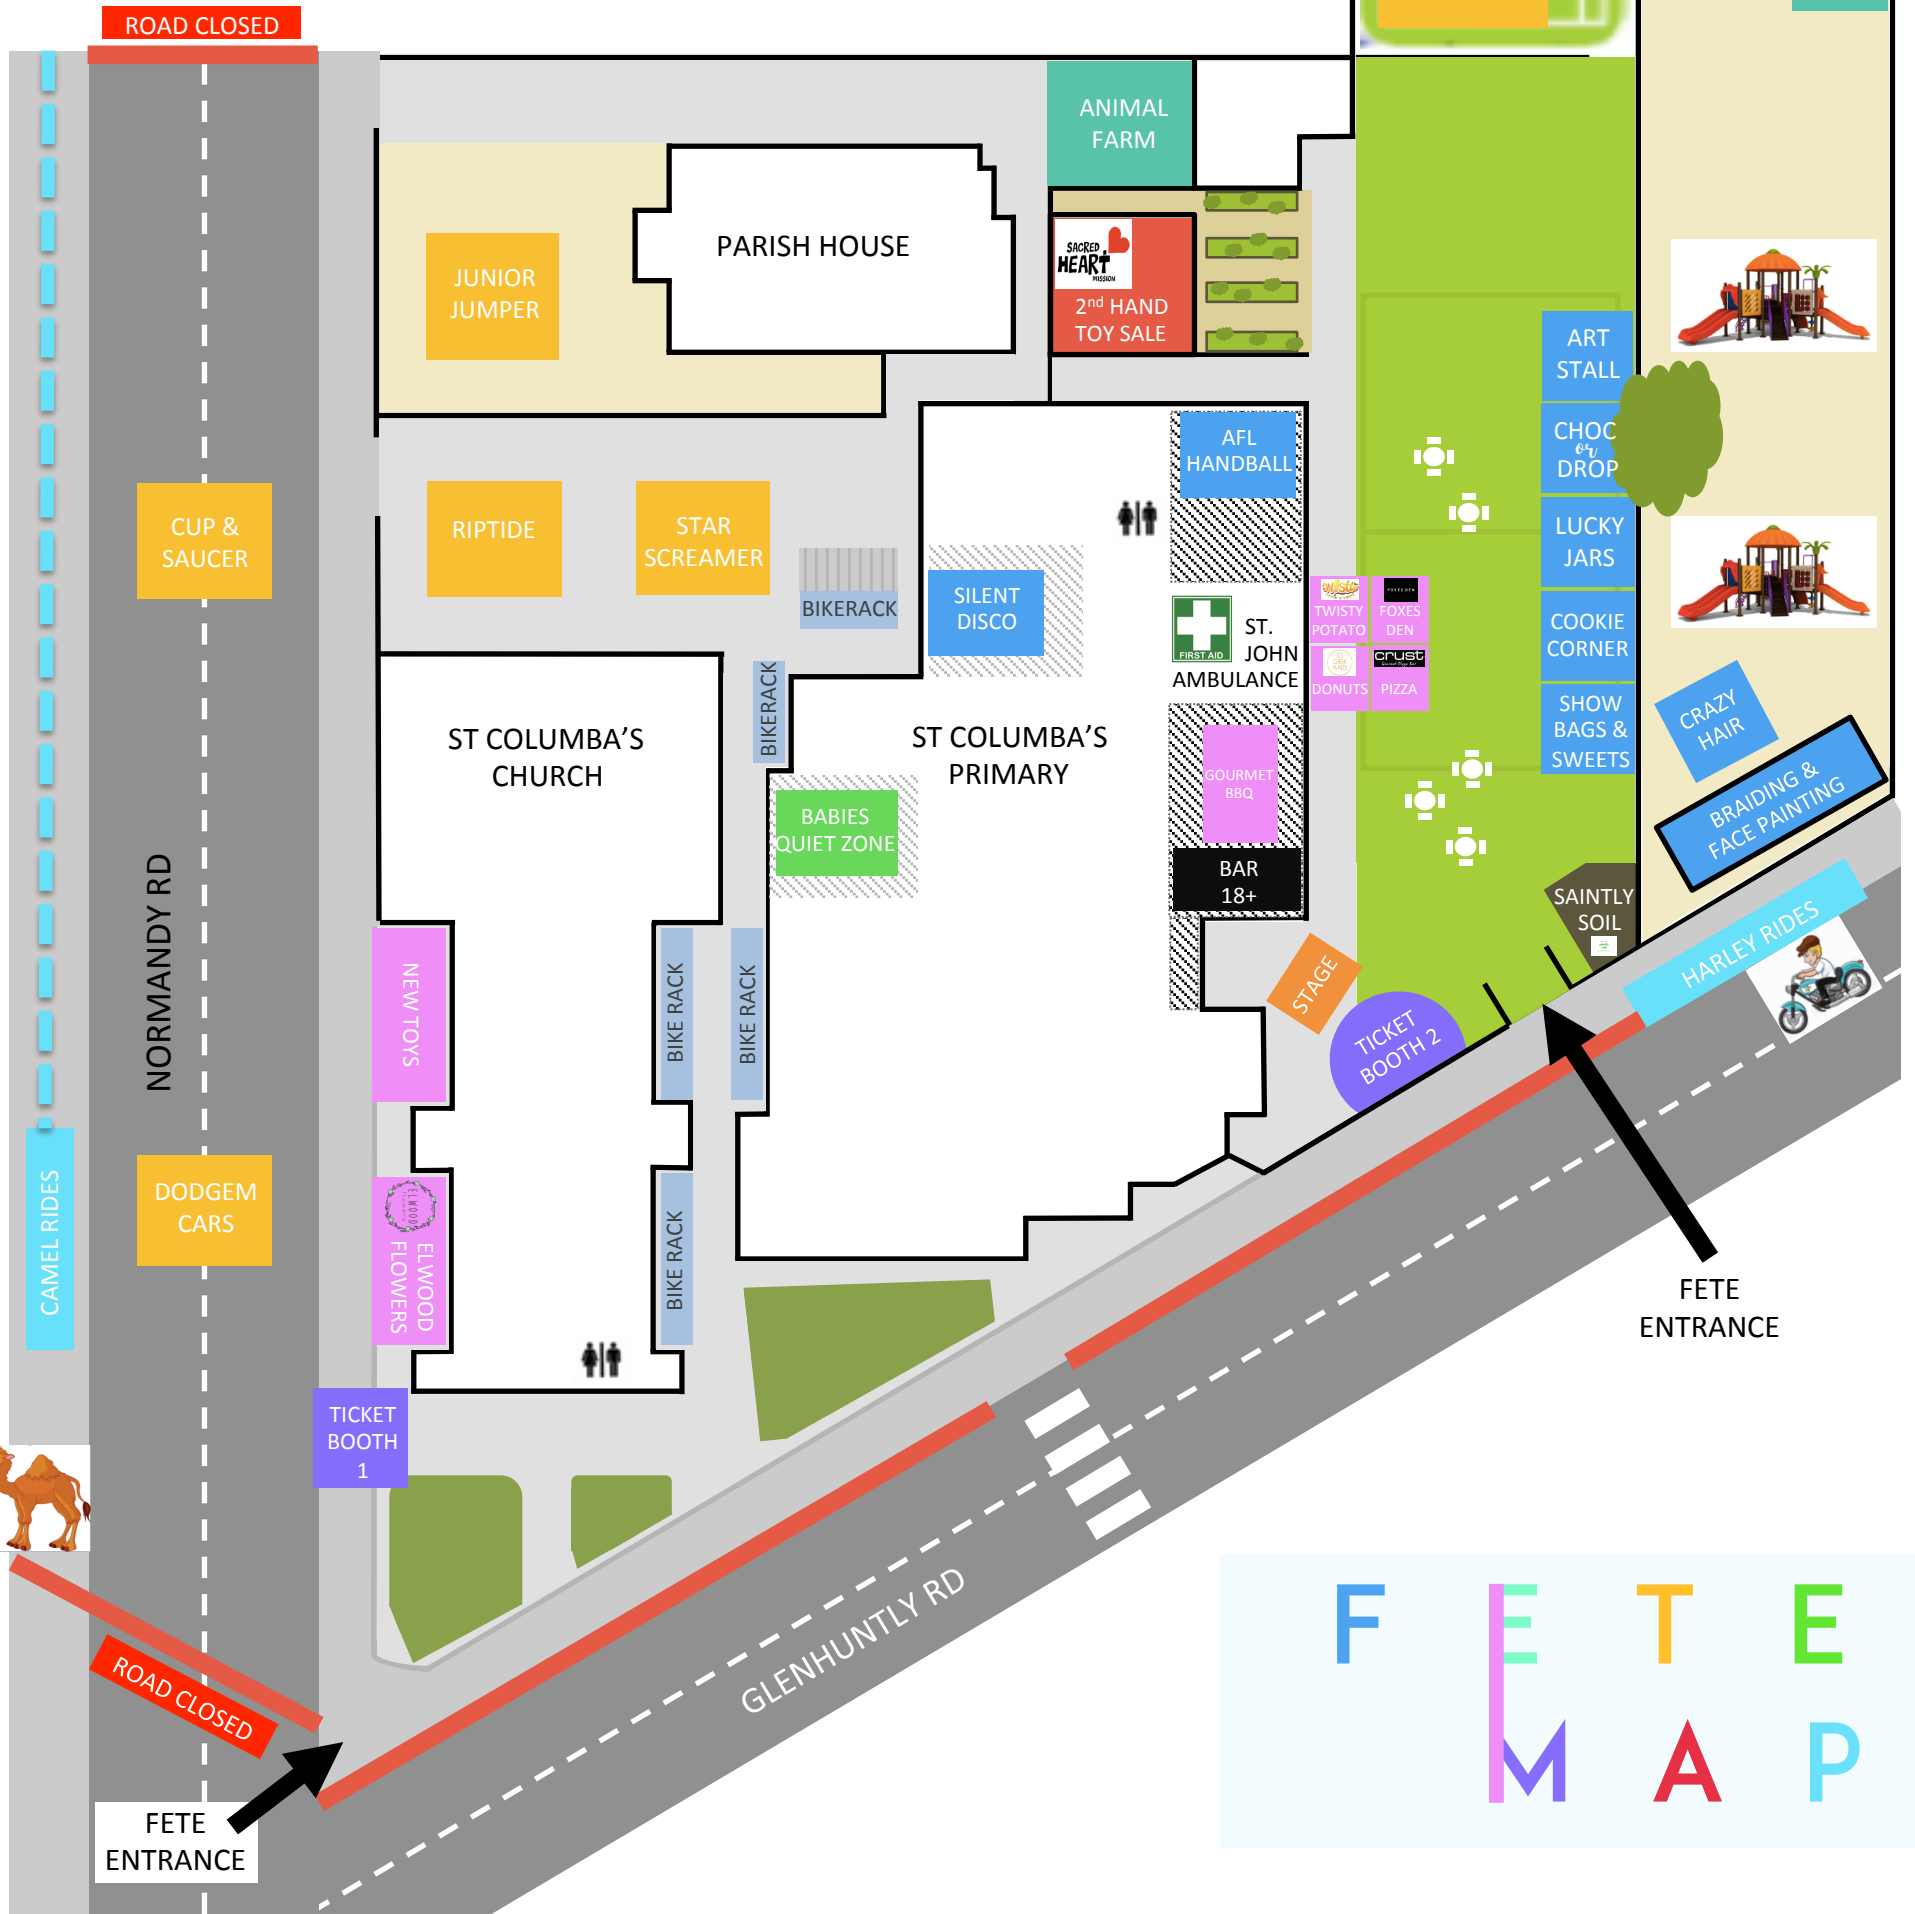 ROAD CLOSED
ANIMAL
FARM
PARISH HOUSE
JUNIOR
JUMPER
SACRED
HEART
MISSION
2nd HAND
TOY SALE
ART
STALL
CHOC
or
DROP
LUCKY
JARS
COOKIE
CORNER
SHOW
BAGS &
SWEETS
AFL
HANDBALL
CUP &
SAUCER
RIPTIDE
STAR
SCREAMER
BIKERACK
SILENT
DISCO
FIRST AID
ST.
JOHN
AMBULANCE
TWISTY
POTATO
FOXES DEN
FOXES
DEN
DONUTS
crust
PIZZA
BIKERACK
ST COLUMBA'S
CHURCH
ST COLUMBA'S
PRIMARY
GOURMET
BBQ
BABIES
QUIET ZONE
BAR
18+
CRAZY
HAIR
BRAIDING &
FACE PAINTING
SAINTLY
SOIL
HARLEY RIDES
STAGE
TICKET
BOOTH 2
NORMANDY RD
NEW TOYS
BIKE RACK
BIKE RACK
CAMEL RIDES
DODGEM
CARS
ELWOOD
ELWOOD
FLOWERS
BIKE RACK
FETE
ENTRANCE
TICKET
BOOTH
1
ROAD CLOSED
GLENHUNTLY RD
FETE
ENTRANCE
FETE
MAP